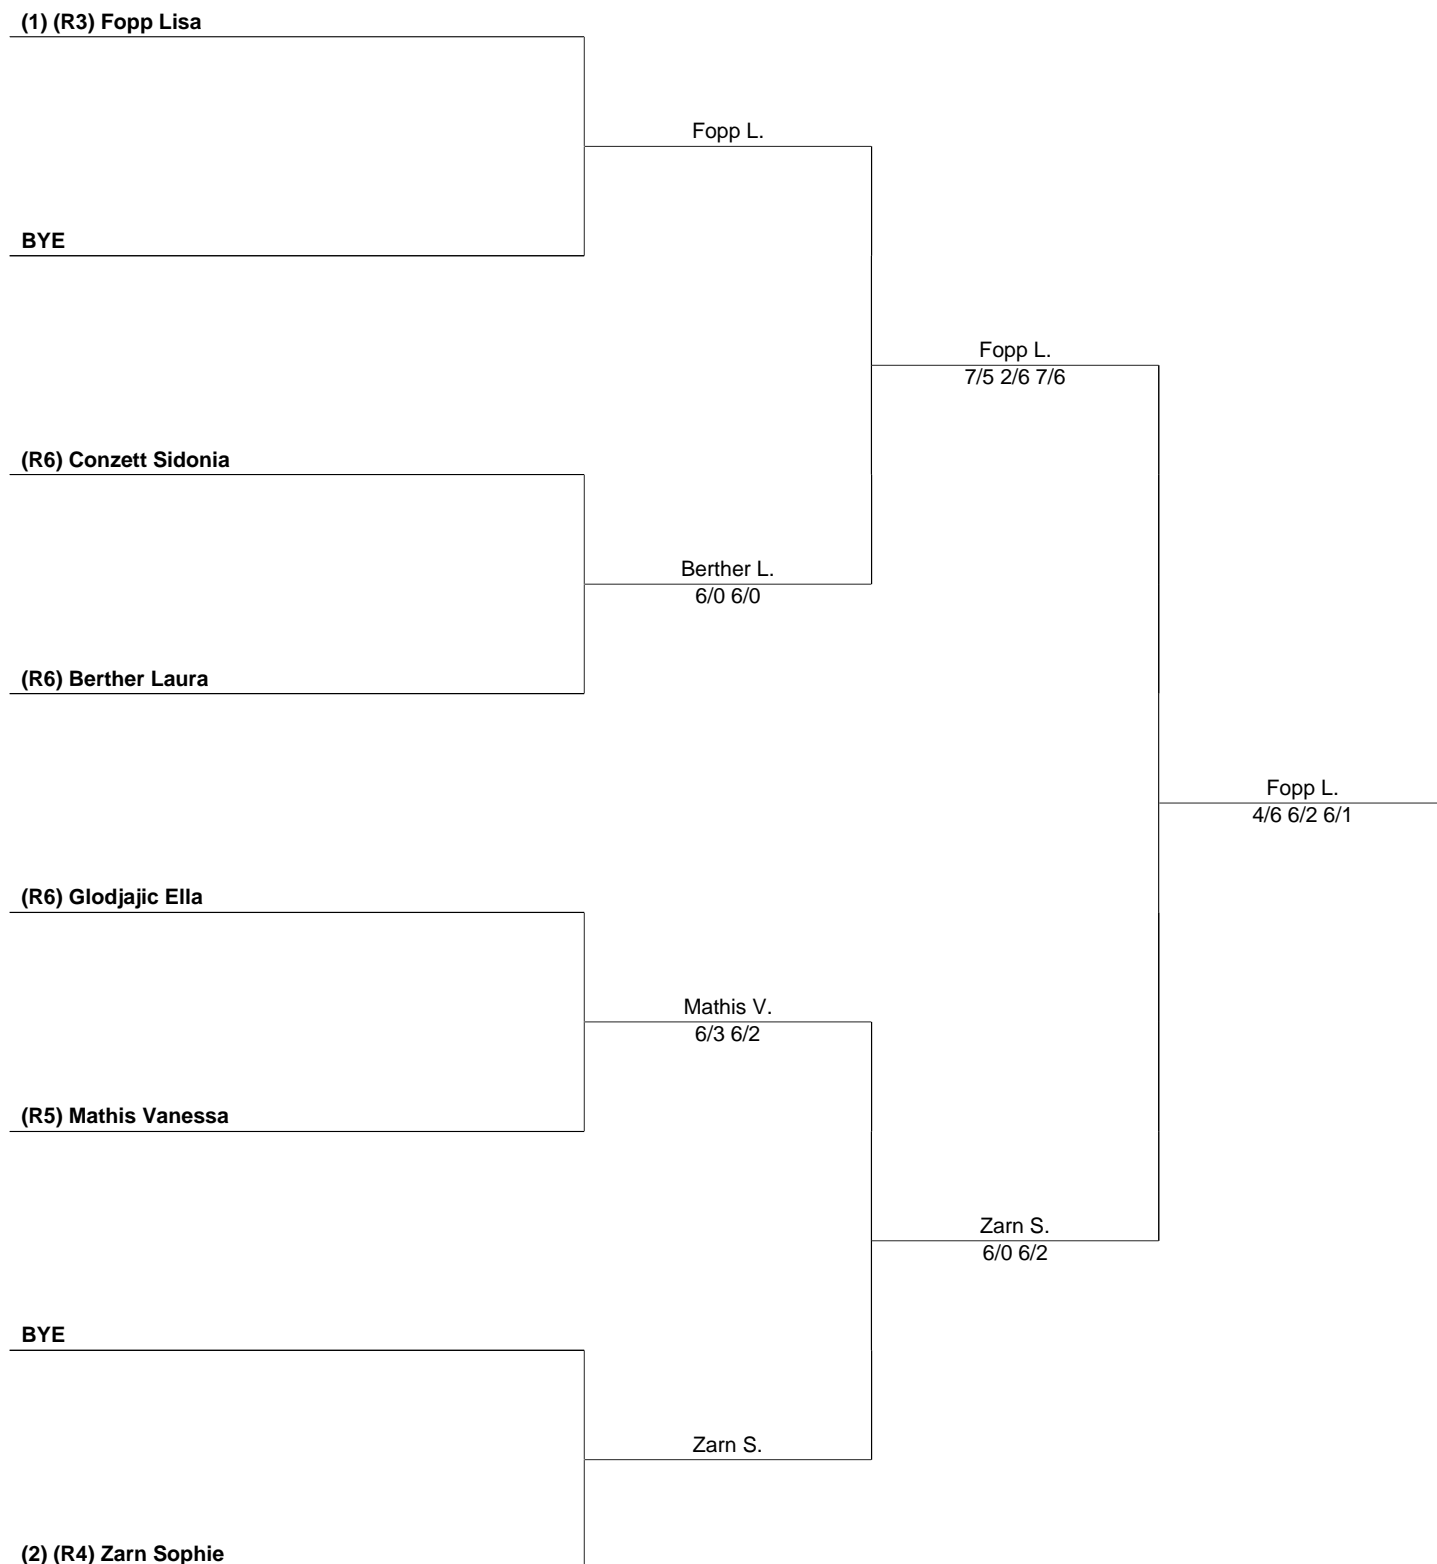 (1) (R3) Fopp Lisa
Fopp L.
BYE
Fopp L.
7/5 2/6 7/6
(R6) Conzett Sidonia
Berther L.
6/0 6/0
(R6) Berther Laura
Fopp L.
4/6 6/2 6/1
(R6) Glodjajic Ella
Mathis V.
6/3 6/2
(R5) Mathis Vanessa
Zarn S.
6/0 6/2
BYE
Zarn S.
(2) (R4) Zarn Sophie